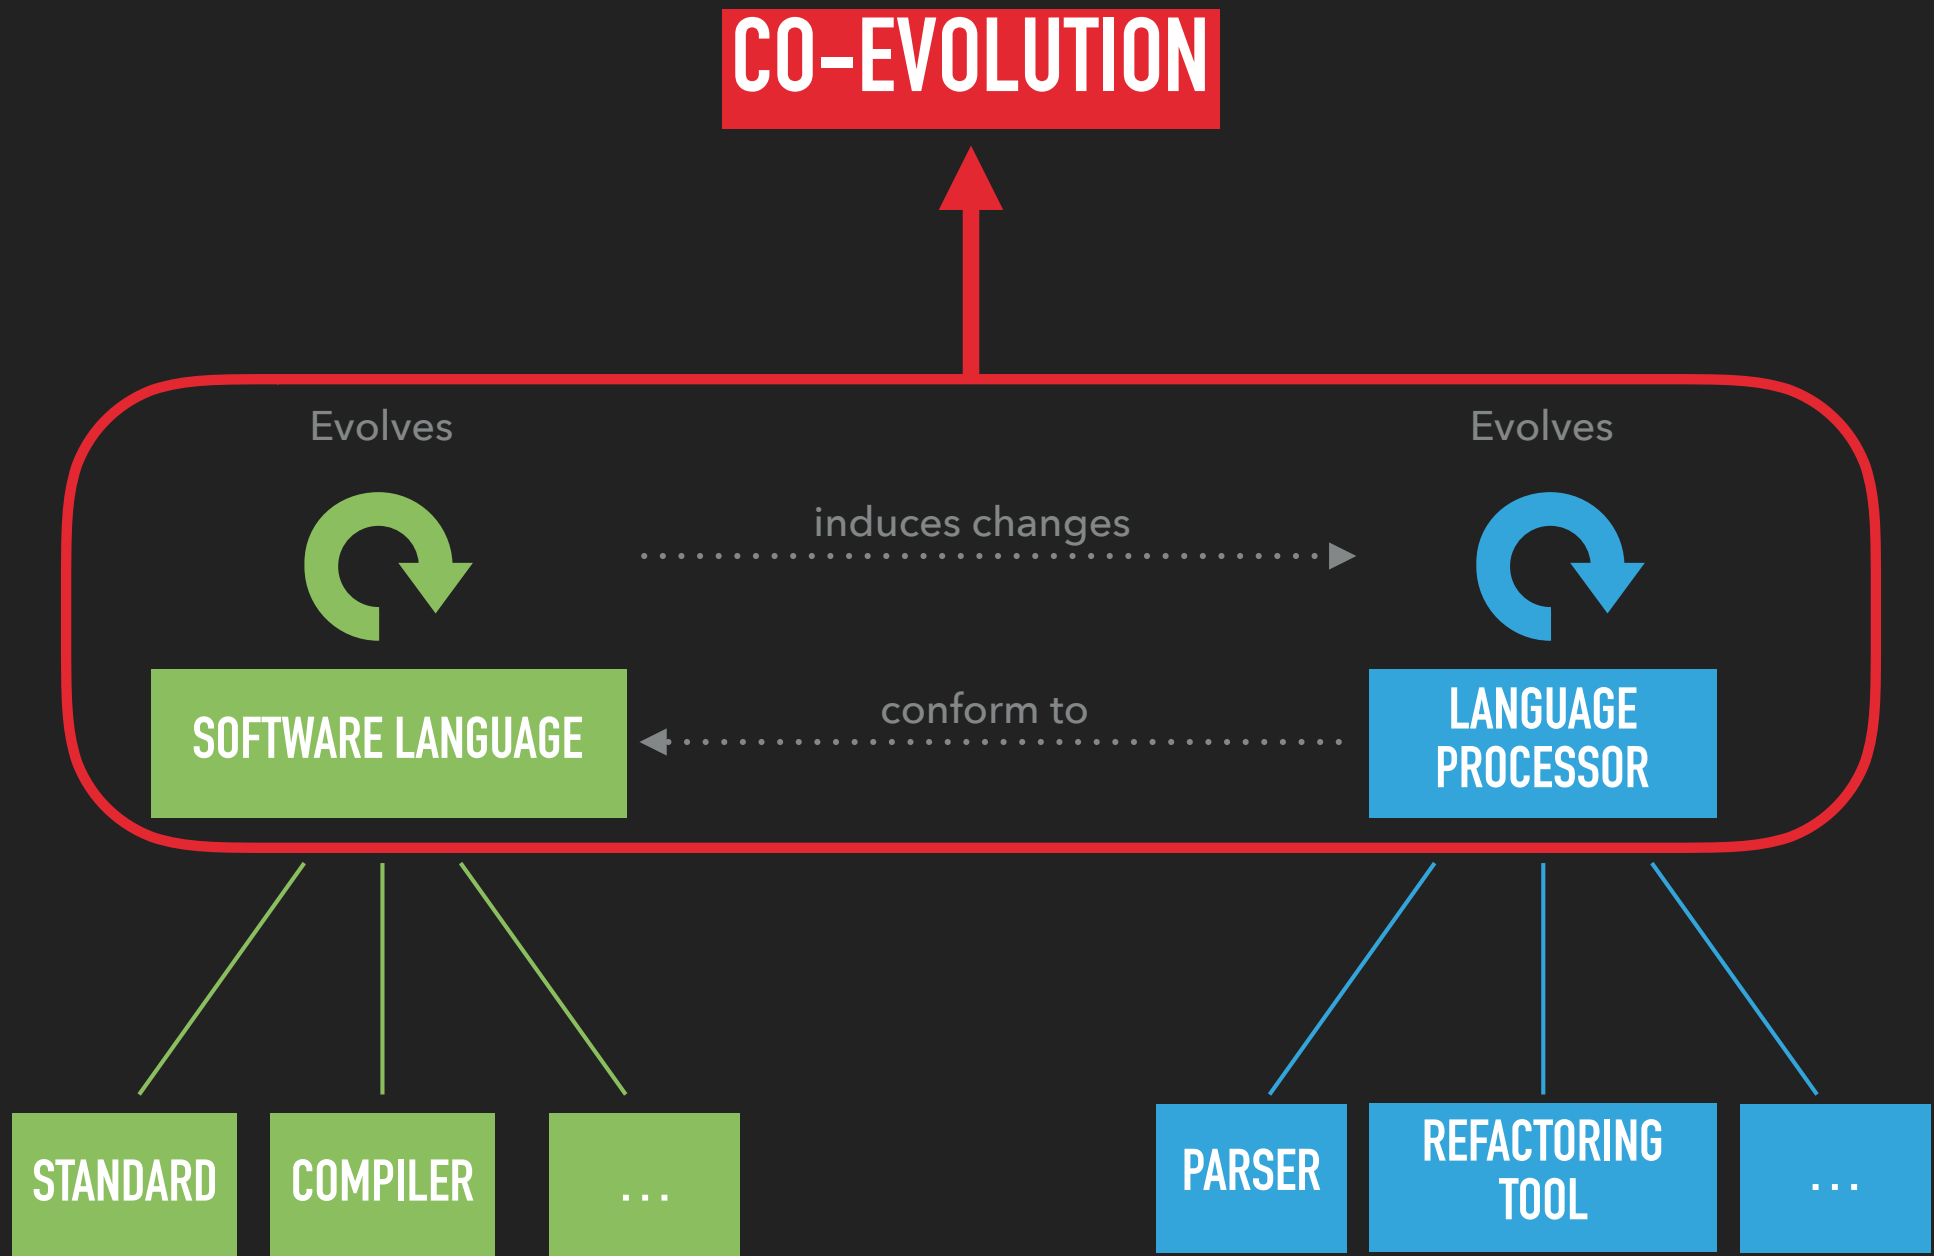 CO-EVOLUTION
Evolves
Evolves
induces changes
SOFTWARE LANGUAGE
conform to
LANGUAGE
PROCESSOR
STANDARD
COMPILER
...
PARSER
REFACTORING
TOOL
...